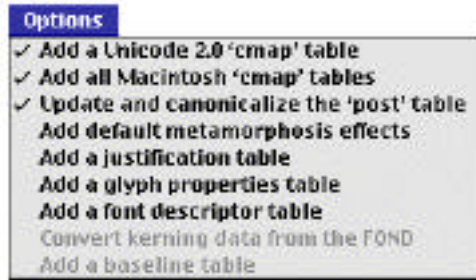 Options
✓ Add a Unicode 2.0 ‘cmap’ table
✓ Add all Macintosh ‘cmap’ tables
✓ Update and canonicalize the ‘post’ table
Add default metamorphosis effects
Add a justification table
Add a glyph properties table
Add a font descriptor table
Convert kerning data from the FOND
Add a baseline table